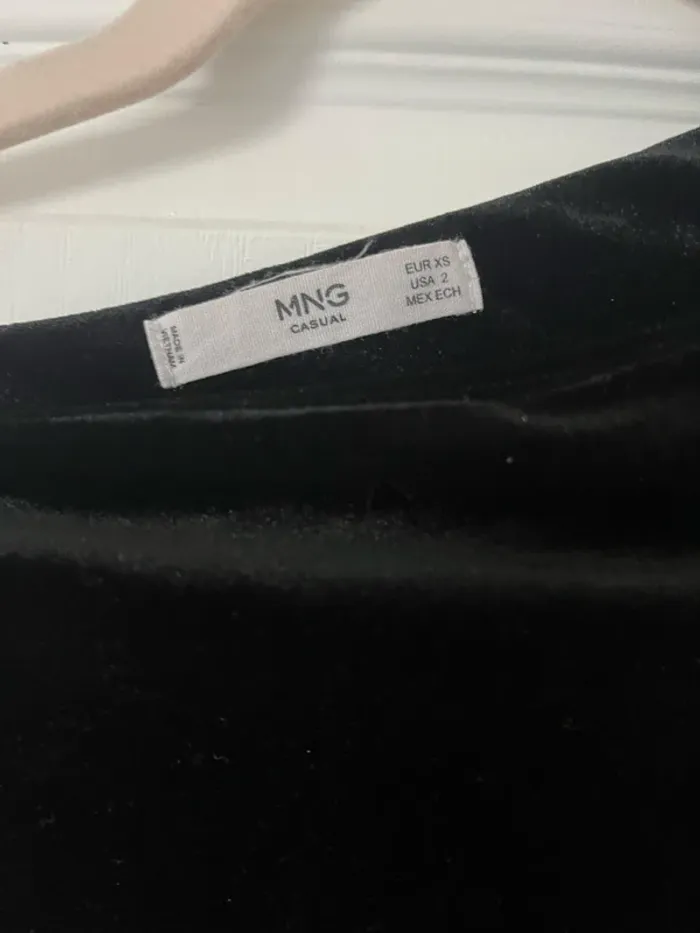 MNG
CASUAL
EUR XS
USA 2
MEX ECH
MADE IN
VIETNAM